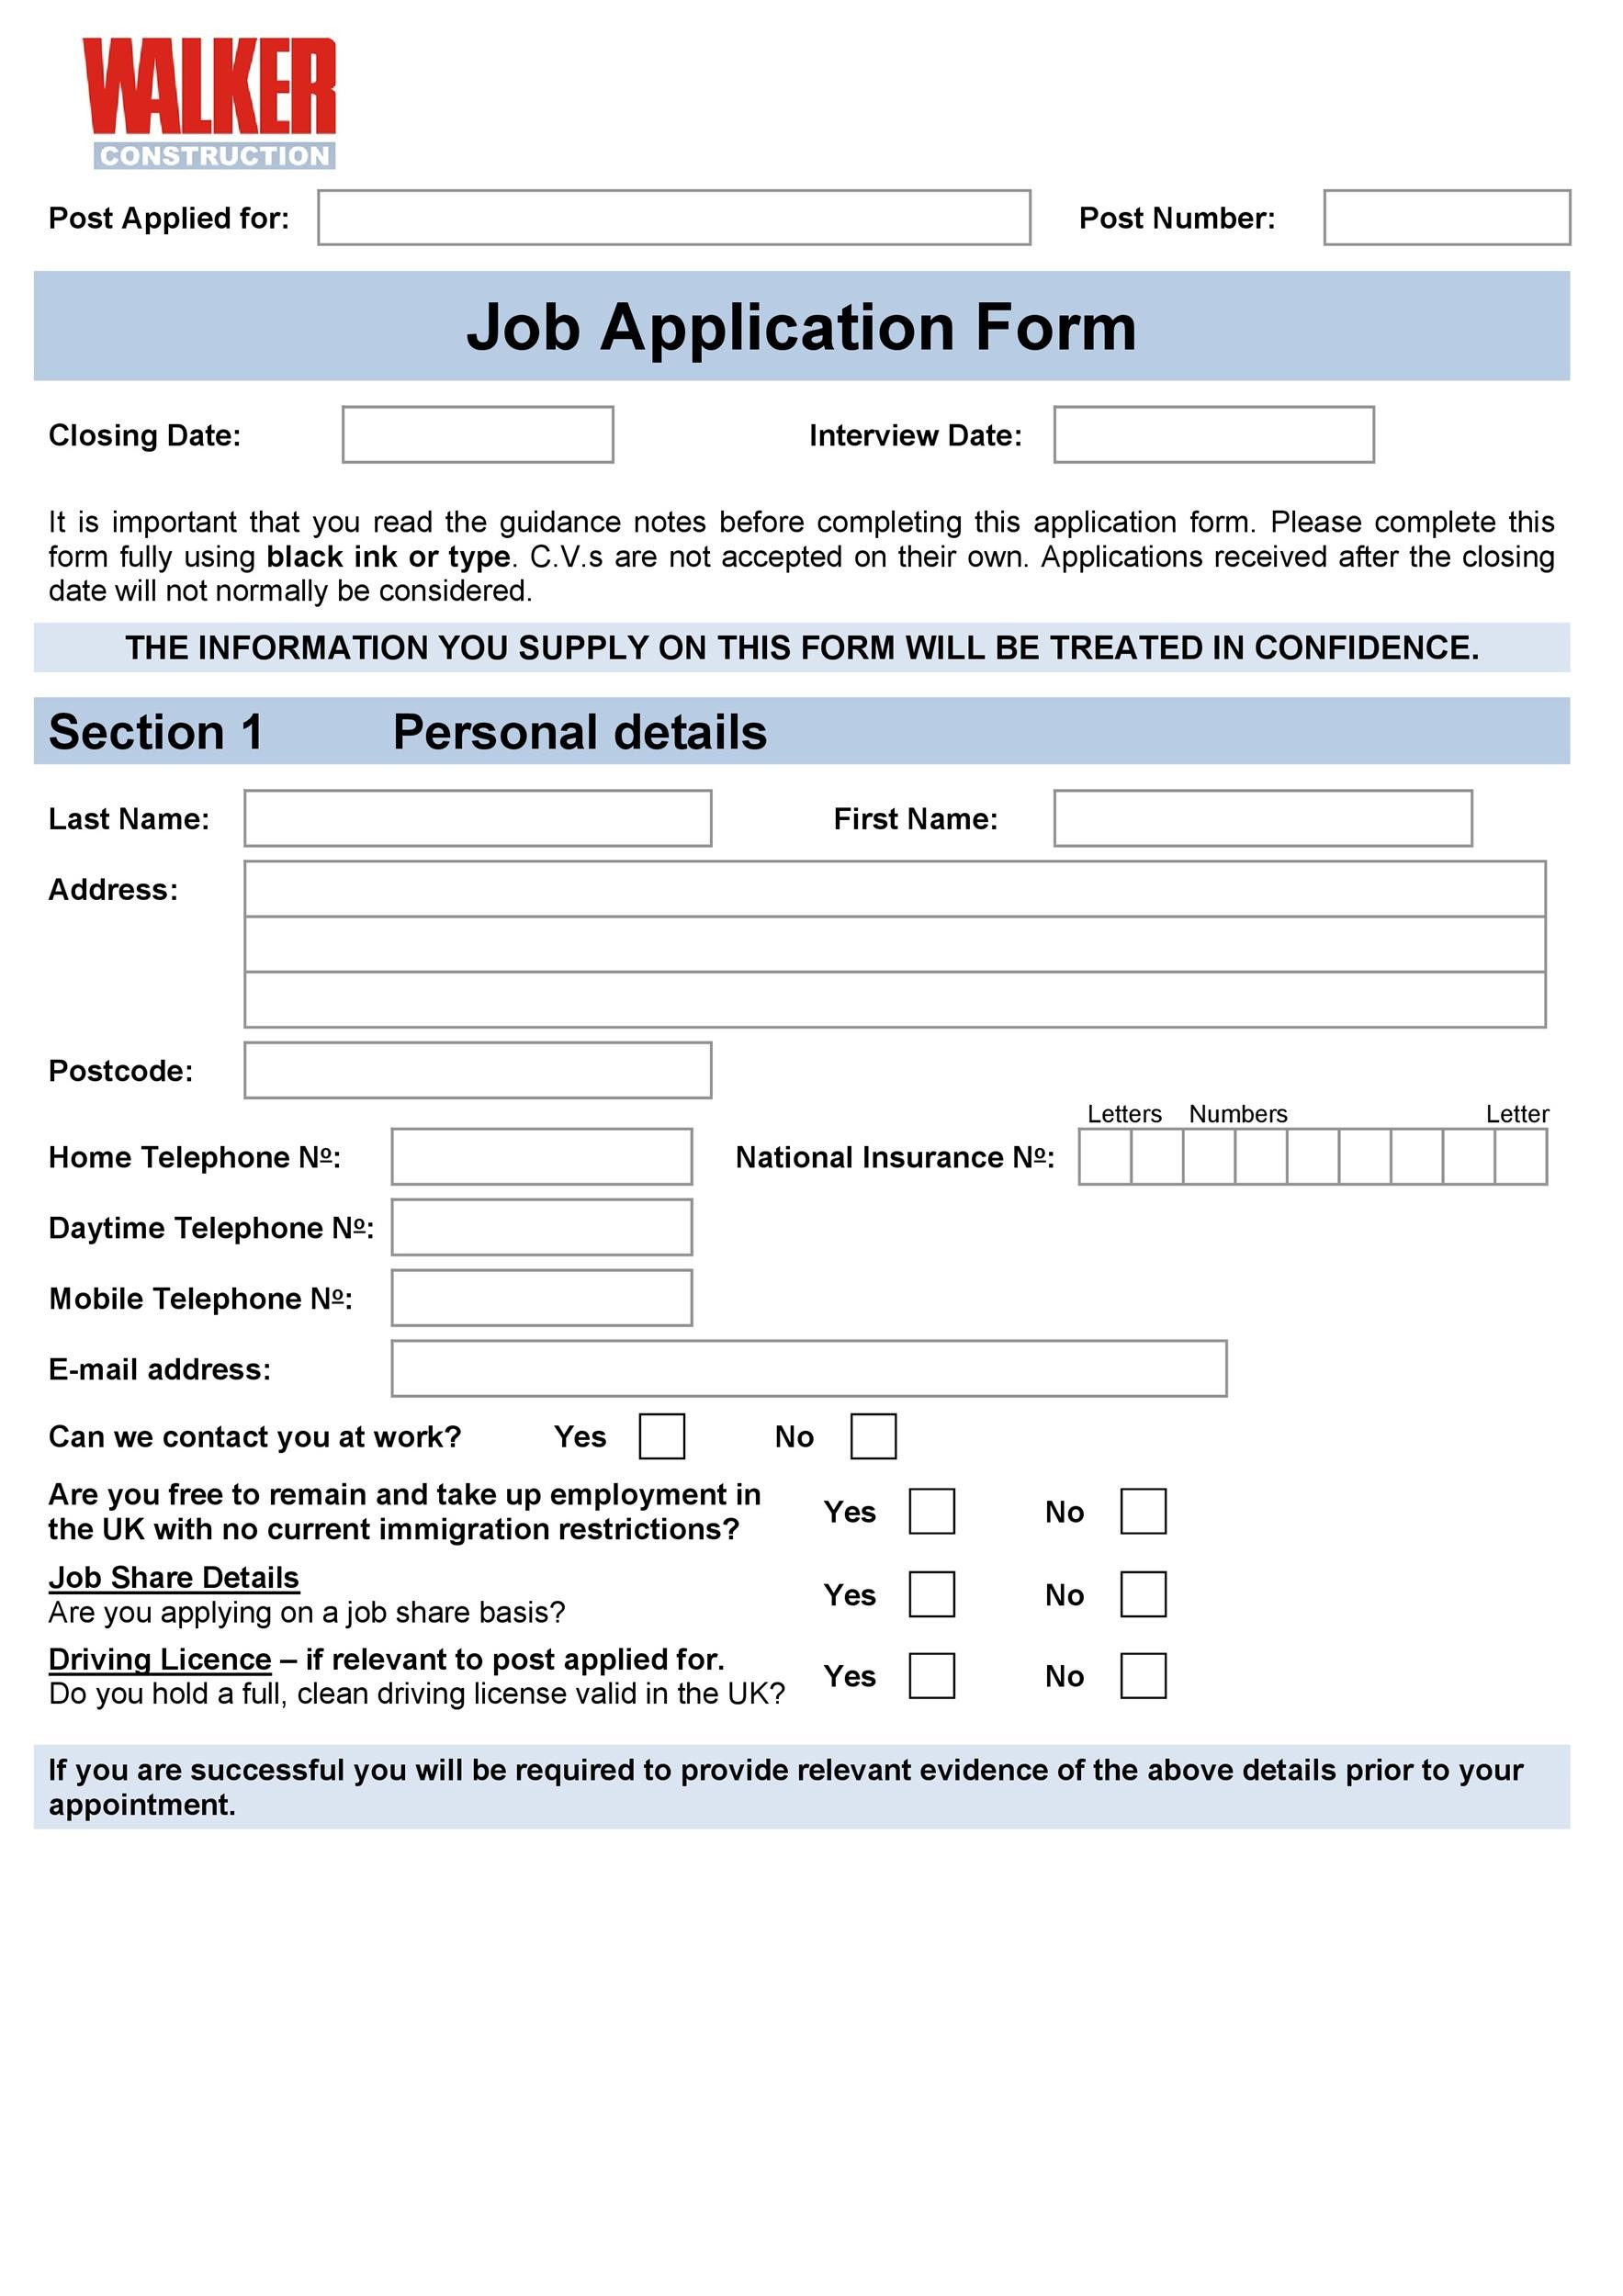 WALKER
CONSTRUCTION
Post Applied for: Post Number:
Job Application Form
Closing Date: Interview Date:
It is important that you read the guidance notes before completing this application form. Please complete this
form fully using black ink or type. C.V.s are not accepted on their own. Applications received after the closing
date will not normally be considered.
THE INFORMATION YOU SUPPLY ON THIS FORM WILL BE TREATED IN CONFIDENCE.
Section 1 Personal details
Last Name: First Name:
Address:
Postcode:
Letters Numbers Letter
Home Telephone Nº: National Insurance Nº:
Daytime Telephone Nº:
Mobile Telephone Nº:
E-mail address:
Can we contact you at work? Yes No
Are you free to remain and take up employment in
the UK with no current immigration restrictions? Yes No
Job Share Details
Are you applying on a job share basis? Yes No
Driving Licence – if relevant to post applied for.
Do you hold a full, clean driving license valid in the UK? Yes No
If you are successful you will be required to provide relevant evidence of the above details prior to your
appointment.